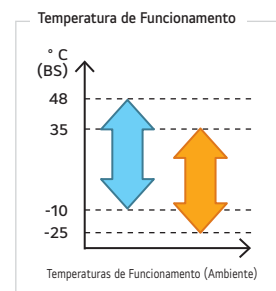 Temperatura de Funcionamento
° C
(BS)
48
35
-10
-25
Temperaturas de Funcionamento (Ambiente)